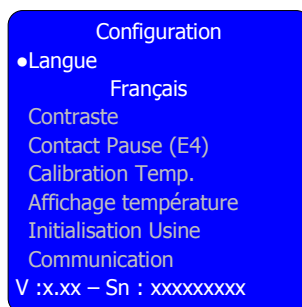 Configuration
●Langue
Français
Contraste
Contact Pause (E4)
Calibration Temp.
Affichage température
Initialisation Usine
Communication
V :x.xx – Sn : xxxxxxxxx